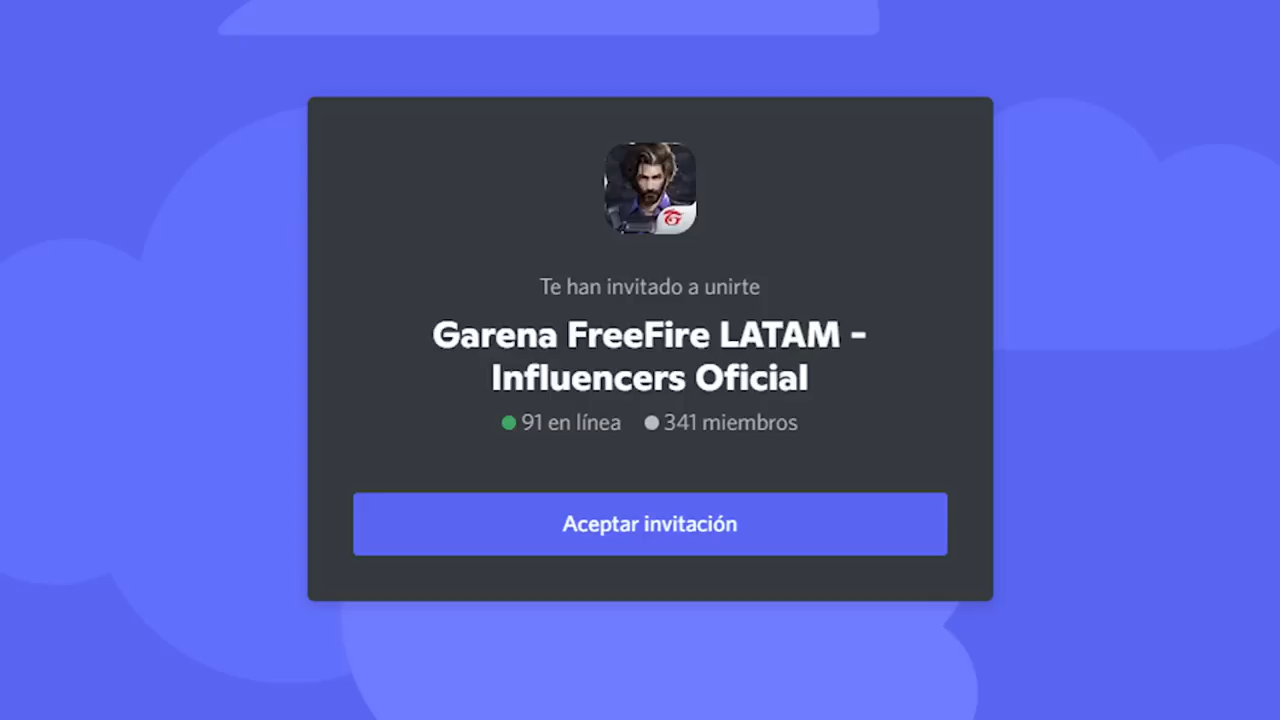 Te han invitado a unirte
Garena FreeFire LATAM -
Influencers Oficial
91 en línea 341 miembros
Aceptar invitación